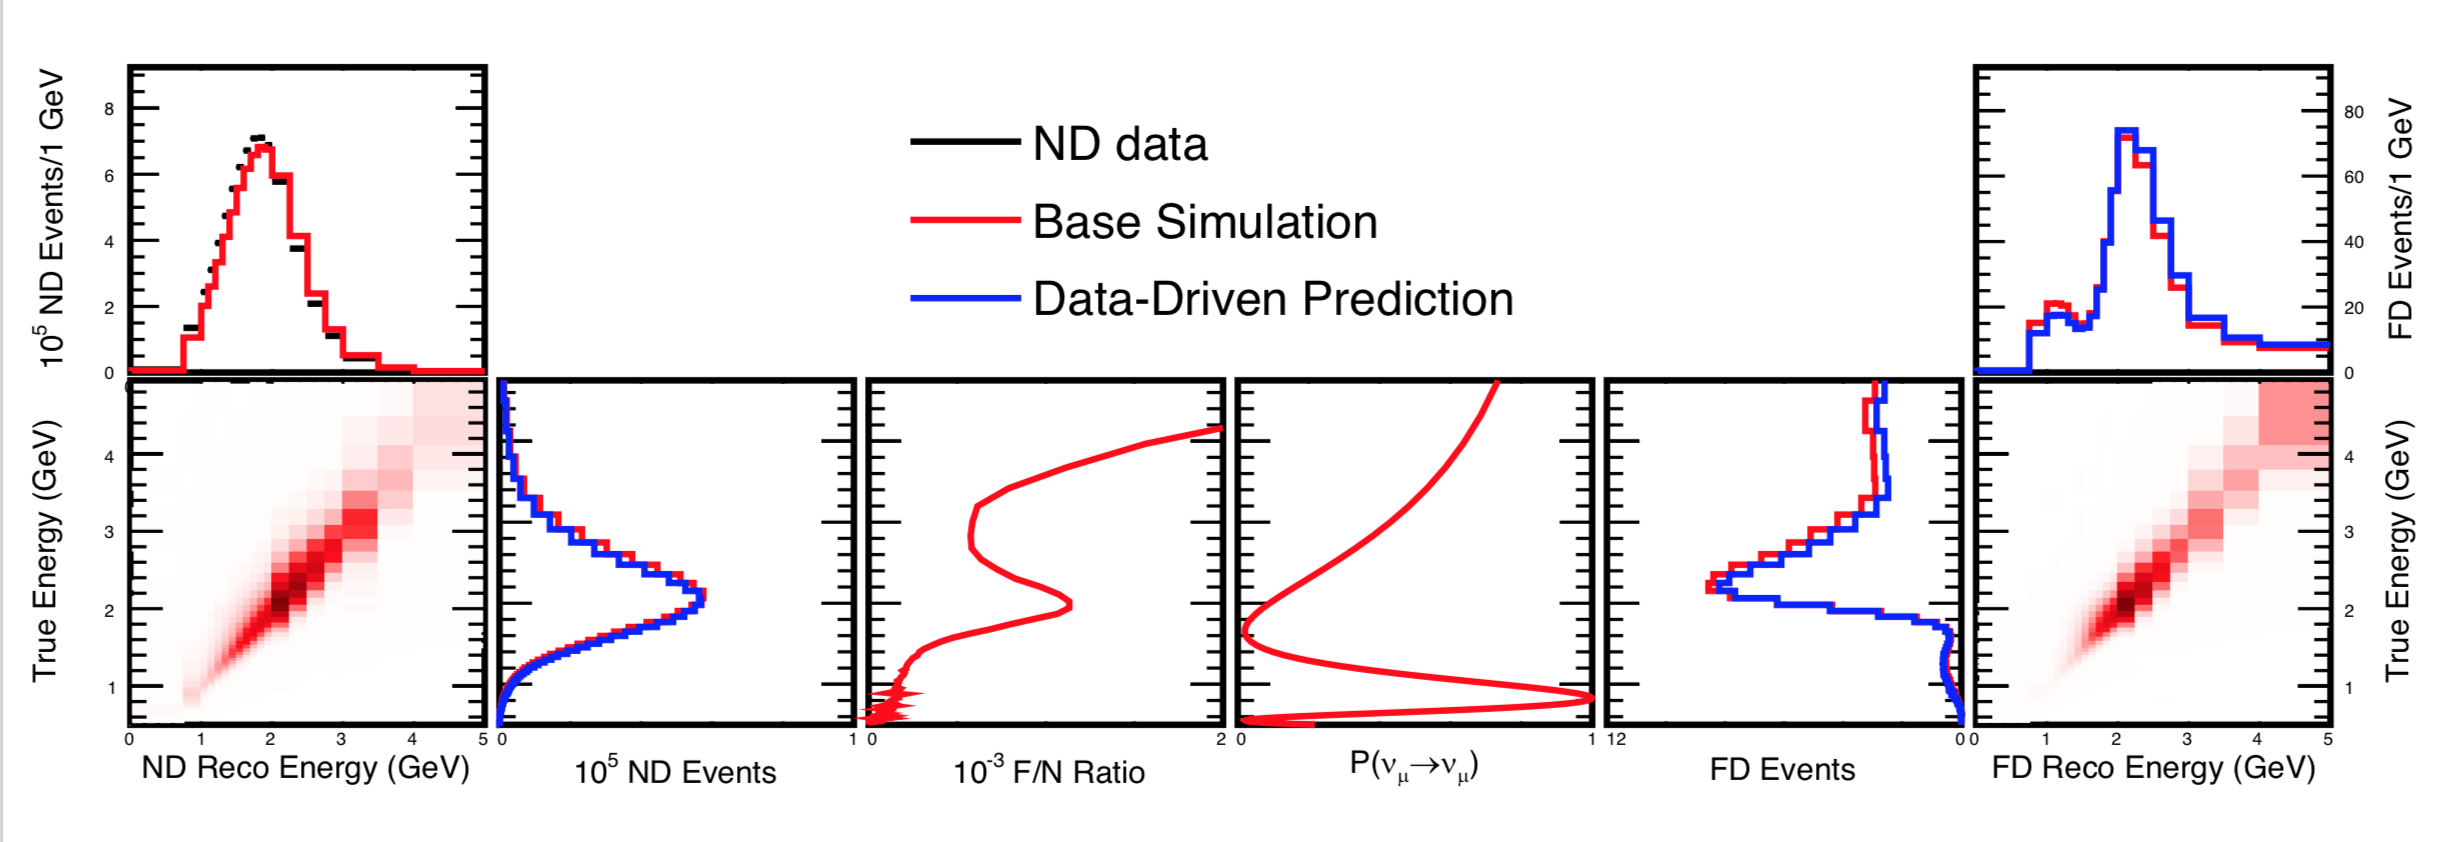 10⁵ ND Events/1 GeV
8
6
4
2
0
ND data
Base Simulation
Data-Driven Prediction
80
60
40
20
0
FD Events/1 GeV
True Energy (GeV)
4
3
2
1
4
3
2
1
True Energy (GeV)
0 1 2 3 4 5
0 1
0 2
0 1
12 0
0 1 2 3 4 5
ND Reco Energy (GeV)
10⁵ ND Events
10⁻³ F/N Ratio
P(νμ→νμ)
FD Events
FD Reco Energy (GeV)